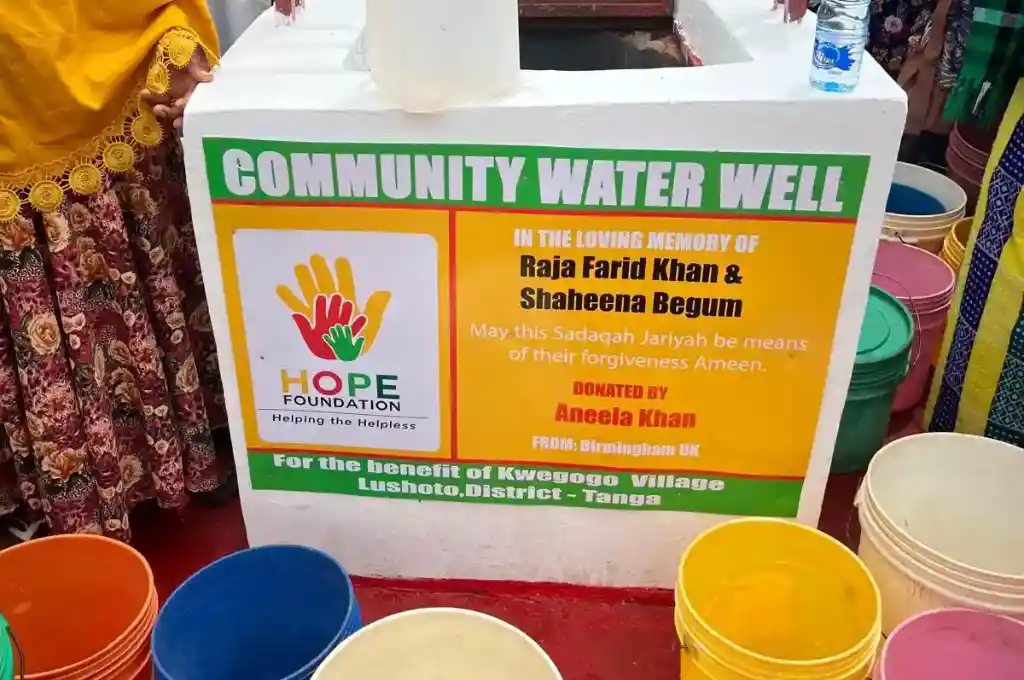 COMMUNITY WATER WELL
IN THE LOVING MEMORY OF
Raja Farid Khan &
Shaheena Begum
May this Sadaqah Jariyah be means
of their forgiveness Ameen.
DONATED BY
Aneela Khan
FROM: Birmingham UK
HOPE
FOUNDATION
Helping the Helpless
For the benefit of Kwegogo Village
Lushoto,District - Tanga